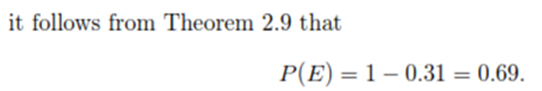 it follows from Theorem 2.9 that
P(E) = 1 − 0.31 = 0.69.